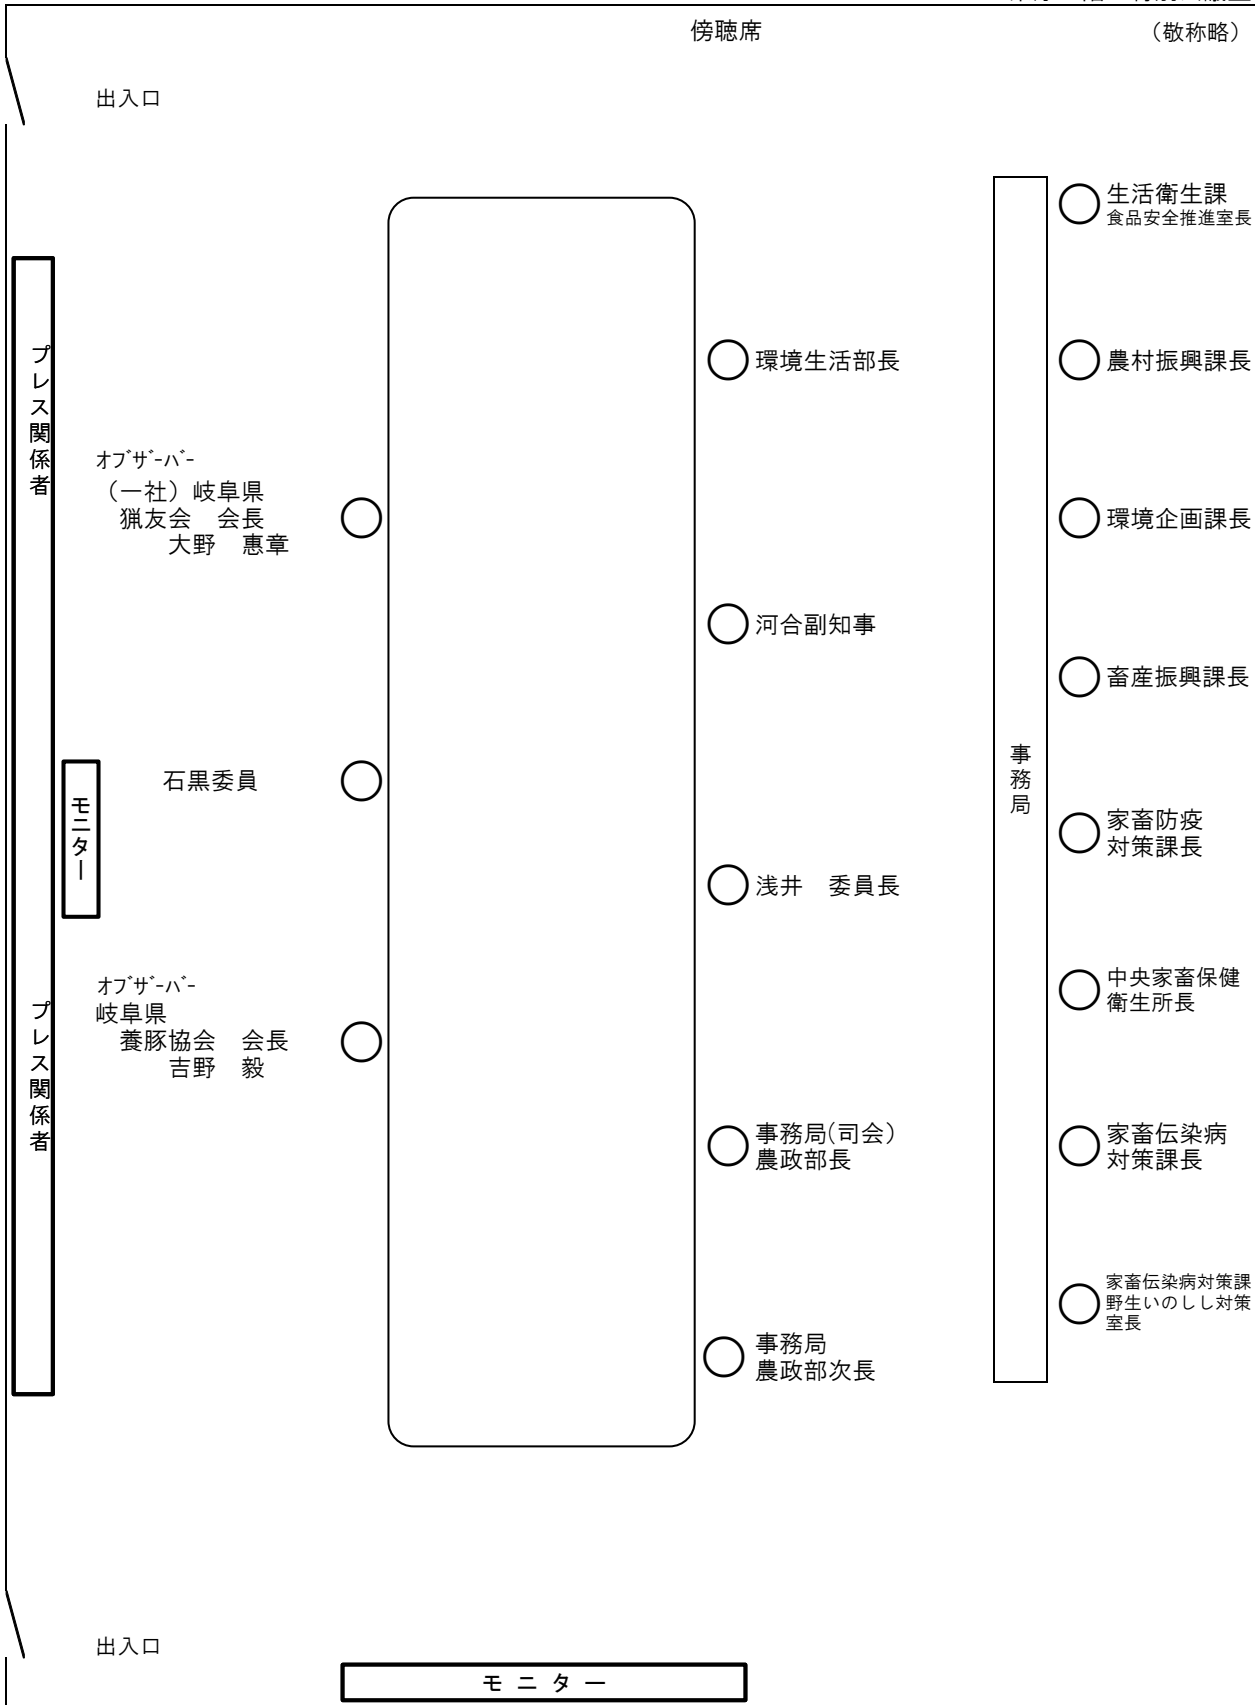 傍聴席
（敬称略）
出入口
生活衛生課
食品安全推進室長
プレス関係者
環境生活部長
農村振興課長
ｵﾌﾞｻﾞｰﾊﾞｰ
（一社）岐阜県
猟友会　会長
大野　惠章
環境企画課長
河合副知事
畜産振興課長
事務局
石黒委員
モニター
家畜防疫
対策課長
浅井　委員長
ｵﾌﾞｻﾞｰﾊﾞｰ
岐阜県
養豚協会　会長
吉野　毅
中央家畜保健
衛生所長
プレス関係者
事務局(司会）
農政部長
家畜伝染病
対策課長
家畜伝染病対策課
野生いのしし対策
室長
事務局
農政部次長
出入口
モニター